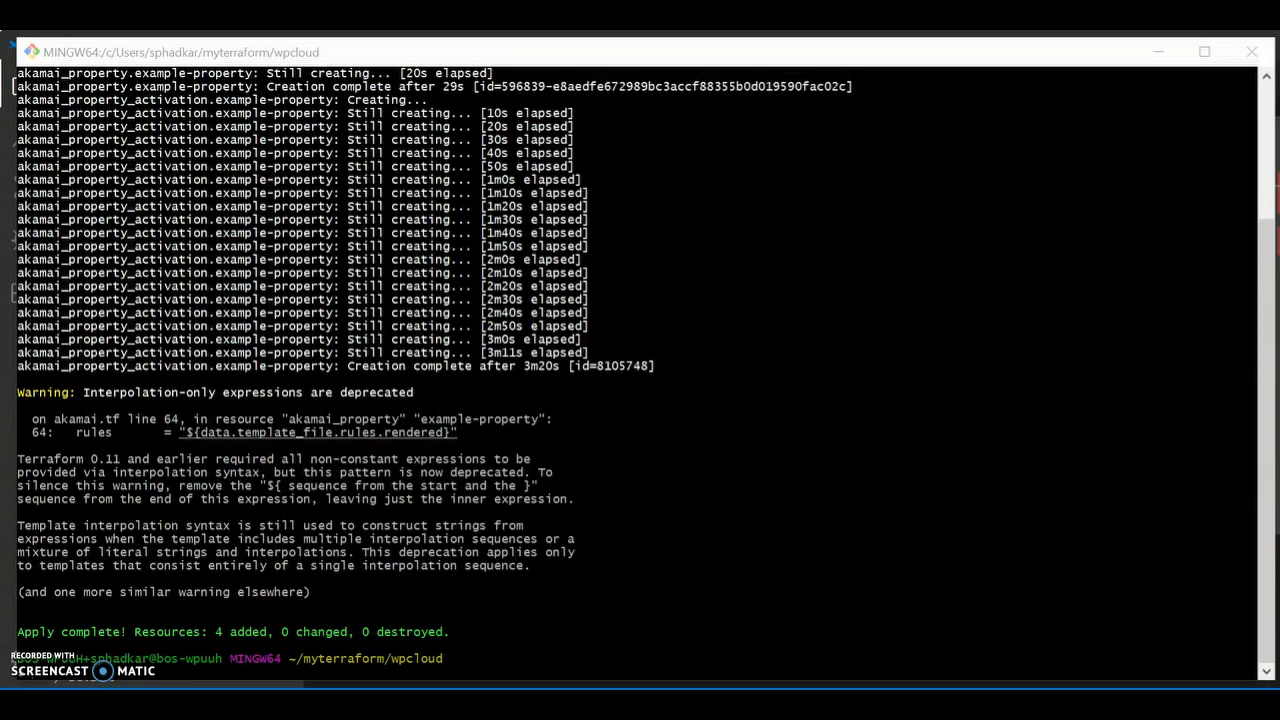 MINGW64:/c/Users/sphadkar/myterraform/wpcloud
akamai_property.example-property: Still creating... [20s elapsed]
akamai_property.example-property: Creation complete after 29s [id=596839-e8aedfe672989bc3accf88355b0d019590fac02c]
akamai_property_activation.example-property: Creating...
akamai_property_activation.example-property: Still creating... [10s elapsed]
akamai_property_activation.example-property: Still creating... [20s elapsed]
akamai_property_activation.example-property: Still creating... [30s elapsed]
akamai_property_activation.example-property: Still creating... [40s elapsed]
akamai_property_activation.example-property: Still creating... [50s elapsed]
akamai_property_activation.example-property: Still creating... [1m0s elapsed]
akamai_property_activation.example-property: Still creating... [1m10s elapsed]
akamai_property_activation.example-property: Still creating... [1m20s elapsed]
akamai_property_activation.example-property: Still creating... [1m30s elapsed]
akamai_property_activation.example-property: Still creating... [1m40s elapsed]
akamai_property_activation.example-property: Still creating... [1m50s elapsed]
akamai_property_activation.example-property: Still creating... [2m0s elapsed]
akamai_property_activation.example-property: Still creating... [2m10s elapsed]
akamai_property_activation.example-property: Still creating... [2m20s elapsed]
akamai_property_activation.example-property: Still creating... [2m30s elapsed]
akamai_property_activation.example-property: Still creating... [2m40s elapsed]
akamai_property_activation.example-property: Still creating... [2m50s elapsed]
akamai_property_activation.example-property: Still creating... [3m0s elapsed]
akamai_property_activation.example-property: Still creating... [3m11s elapsed]
akamai_property_activation.example-property: Creation complete after 3m20s [id=8105748]
Warning: Interpolation-only expressions are deprecated
on akamai.tf line 64, in resource "akamai_property" "example-property":
64: rules = "${data.template_file.rules.rendered}"
Terraform 0.11 and earlier required all non-constant expressions to be
provided via interpolation syntax, but this pattern is now deprecated. To
silence this warning, remove the "${ sequence from the start and the }"
sequence from the end of this expression, leaving just the inner expression.
Template interpolation syntax is still used to construct strings from
expressions when the template includes multiple interpolation sequences or a
mixture of literal strings and interpolations. This deprecation applies only
to templates that consist entirely of a single interpolation sequence.
(and one more similar warning elsewhere)
Apply complete! Resources: 4 added, 0 changed, 0 destroyed.
RECORDED WITH
sphadkar@bos-wpuuh MINGW64 ~/myterraform/wpcloud
SCREENCAST MATIC